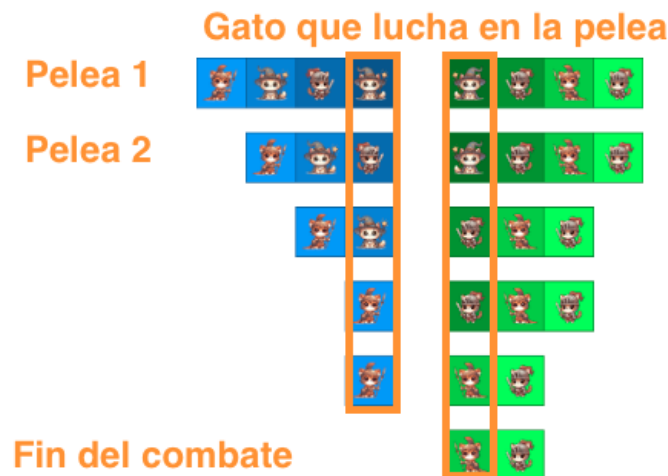 Gato que lucha en la pelea
Pelea 1
Pelea 2
Fin del combate